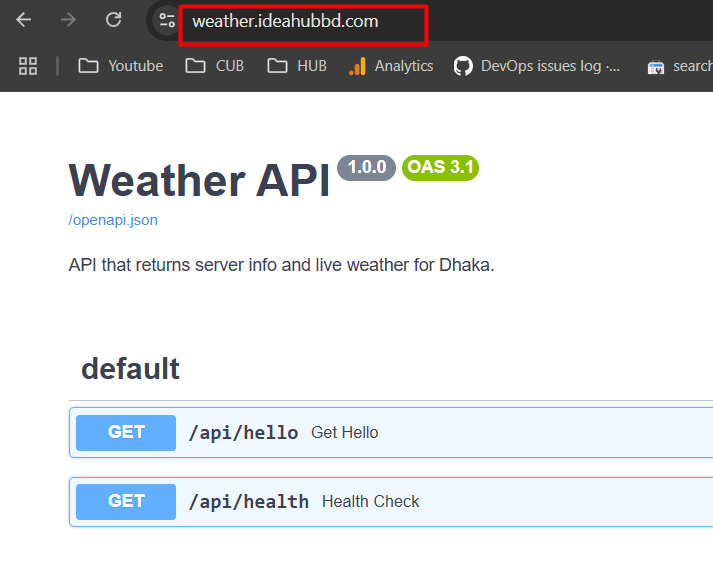 weather.ideahubbd.com
Youtube CUB HUB Analytics DevOps issues log -... search
Weather API 1.0.0 OAS 3.1
/openapi.json
API that returns server info and live weather for Dhaka.
default
GET /api/hello Get Hello
GET /api/health Health Check